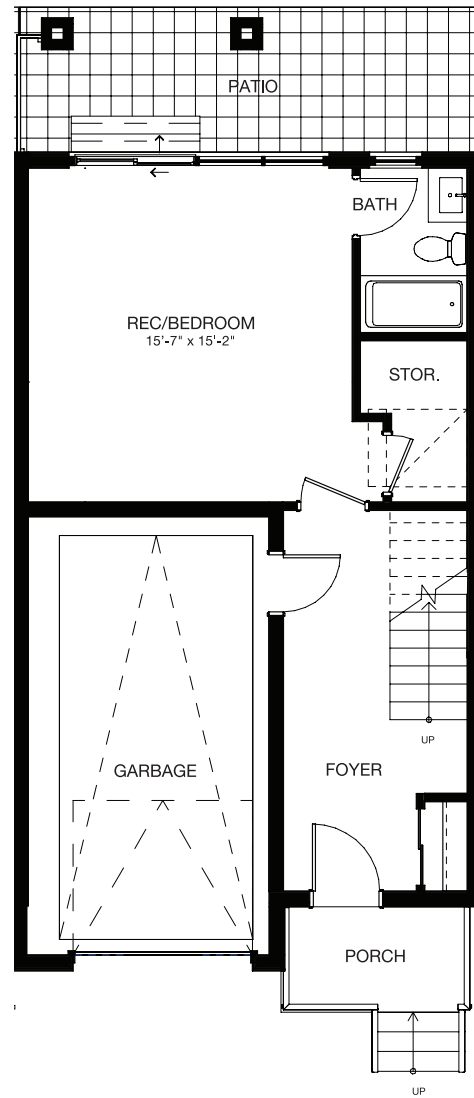 PATIO
BATH
REC/BEDROOM
15'-7" x 15'-2"
STOR.
UP
GARBAGE
FOYER
PORCH
UP